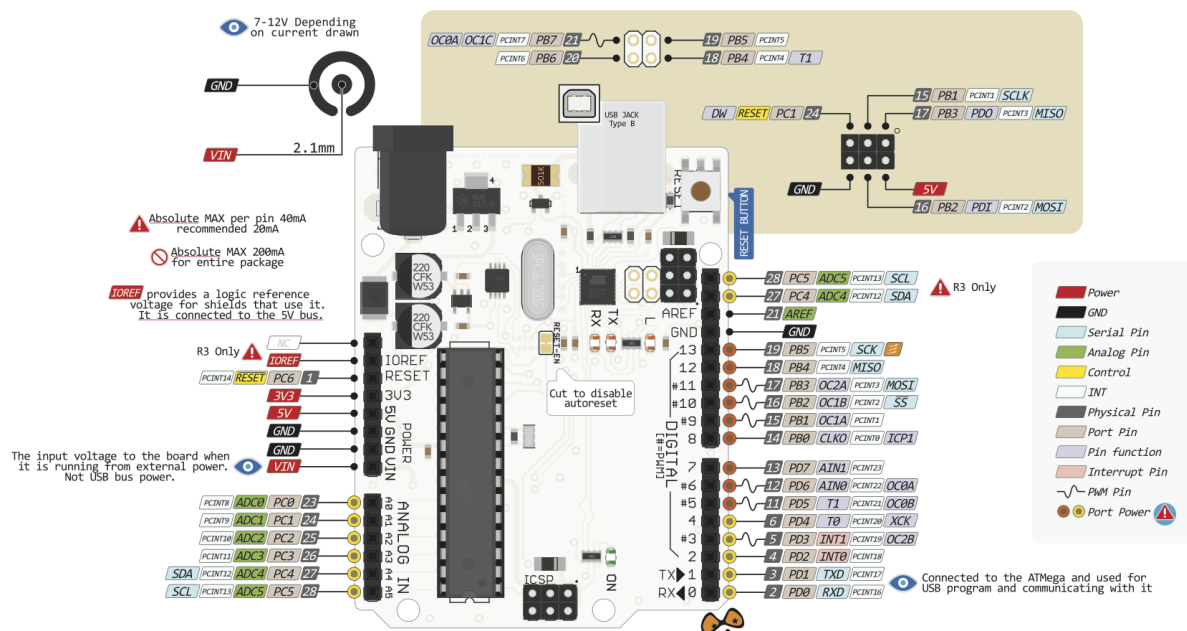 7-12V Depending
on current drawn
GND
VIN
2.1mm
OC0A OC1C PCINT7 PB7 21
PCINT6 PB6 20
19 PB5 PCINT5
18 PB4 PCINT4 T1
USB JACK
Type B
DW RESET PC1 24
15 PB1 PCINT1 SCLK
17 PB3 PDO PCINT3 MISO
GND
5V
16 PB2 PDI PCINT2 MOSI
RESET
RESET BUTTON
Absolute MAX per pin 40mA
recommended 20mA
Absolute MAX 200mA
for entire package
IOREF provides a logic reference
voltage for shields that use it.
It is connected to the 5V bus.
501K
4
1 2 3
220
CFK
W53
220
CFK
W53
1
RX
TX
L
RESET-EN
Cut to disable
autoreset
R3 Only
NC
IOREF
PCINT14 RESET PC6 1
3V3
5V
GND
GND
VIN
The input voltage to the board when
it is running from external power.
Not USB bus power.
IOREF
RESET
3V3
5V
GND
VIN
POWER
PCINT8 ADC0 PC0 23
PCINT9 ADC1 PC1 24
PCINT10 ADC2 PC2 25
PCINT11 ADC3 PC3 26
SDA PCINT12 ADC4 PC4 27
SCL PCINT13 ADC5 PC5 28
A0
A1
A2
A3
A4
A5
ANALOG IN
ICSP
ON
AREF
GND
13
12
#11
#10
#9
8
7
#6
#5
4
#3
2
TX 1
RX 0
DIGITAL
[#=PWM]
28 PC5 ADC5 PCINT13 SCL
27 PC4 ADC4 PCINT12 SDA
R3 Only
21 AREF
GND
19 PB5 PCINT5 SCK
18 PB4 PCINT4 MISO
17 PB3 OC2A PCINT3 MOSI
16 PB2 OC1B PCINT2 SS
15 PB1 OC1A PCINT1
14 PB0 CLKO PCINT0 ICP1
13 PD7 AIN1 PCINT23
12 PD6 AIN0 PCINT22 OC0A
11 PD5 T1 PCINT21 OC0B
6 PD4 T0 PCINT20 XCK
5 PD3 INT1 PCINT19 OC2B
4 PD2 INT0 PCINT18
3 PD1 TXD PCINT17
2 PD0 RXD PCINT16
Connected to the ATMega and used for
USB program and communicating with it
Power
GND
Serial Pin
Analog Pin
Control
INT
Physical Pin
Port Pin
Pin function
Interrupt Pin
PWM Pin
Port Power